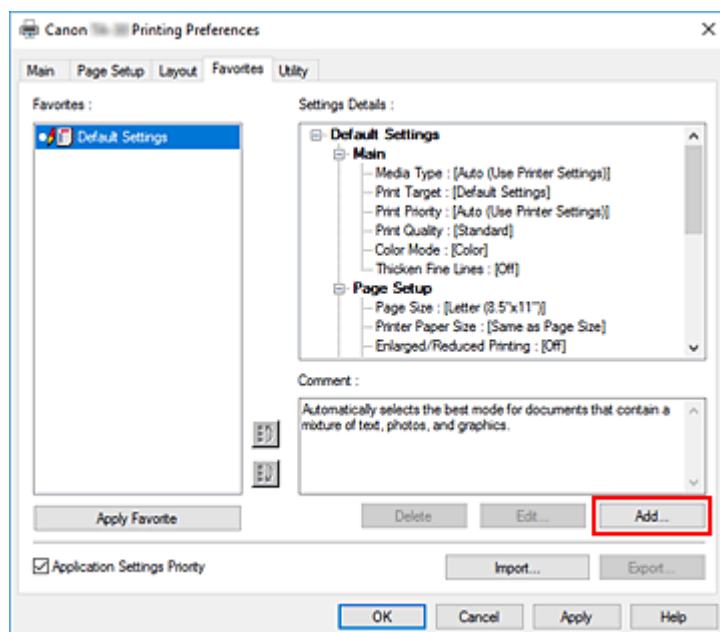 Canon Printing Preferences
Main Page Setup Layout Favorites Utility
Favorites :
Default Settings
Settings Details :
Default Settings
Main
Media Type : [Auto (Use Printer Settings)]
Print Target : [Default Settings]
Print Priority : [Auto (Use Printer Settings)]
Print Quality : [Standard]
Color Mode : [Color]
Thicken Fine Lines : [Off]
Page Setup
Page Size : [Letter (8.5"x11")]
Printer Paper Size : [Same as Page Size]
Enlarged/Reduced Printing : [Off]
Comment :
Automatically selects the best mode for documents that contain a
mixture of text, photos, and graphics.
Apply Favorite
Delete Edit... Add...
Application Settings Priority
Import... Export...
OK Cancel Apply Help